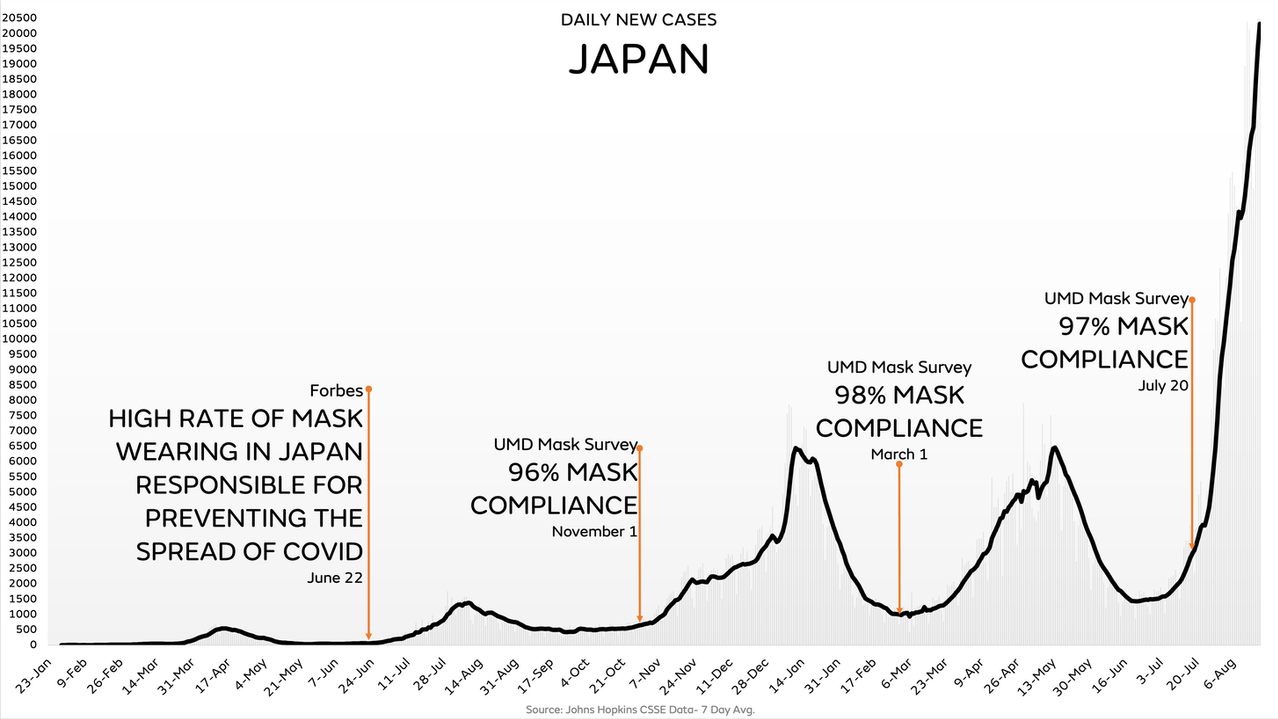 DAILY NEW CASES
JAPAN
20500
20000
19500
19000
18500
18000
17500
17000
16500
16000
15500
15000
14500
14000
13500
13000
12500
12000
11500
11000
10500
10000
9500
9000
8500
8000
7500
7000
6500
6000
5500
5000
4500
4000
3500
3000
2500
2000
1500
1000
500
0
Forbes
HIGH RATE OF MASK
WEARING IN JAPAN
RESPONSIBLE FOR
PREVENTING THE
SPREAD OF COVID
June 22
UMD Mask Survey
96% MASK
COMPLIANCE
November 1
UMD Mask Survey
98% MASK
COMPLIANCE
March 1
UMD Mask Survey
97% MASK
COMPLIANCE
July 20
23-Jan
9-Feb
26-Feb
14-Mar
31-Mar
17-Apr
4-May
21-May
7-Jun
24-Jun
11-Jul
28-Jul
14-Aug
31-Aug
17-Sep
4-Oct
21-Oct
7-Nov
24-Nov
11-Dec
28-Dec
14-Jan
31-Jan
17-Feb
6-Mar
23-Mar
9-Apr
26-Apr
13-May
30-May
16-Jun
3-Jul
20-Jul
6-Aug
Source: Johns Hopkins CSSE Data- 7 Day Avg.